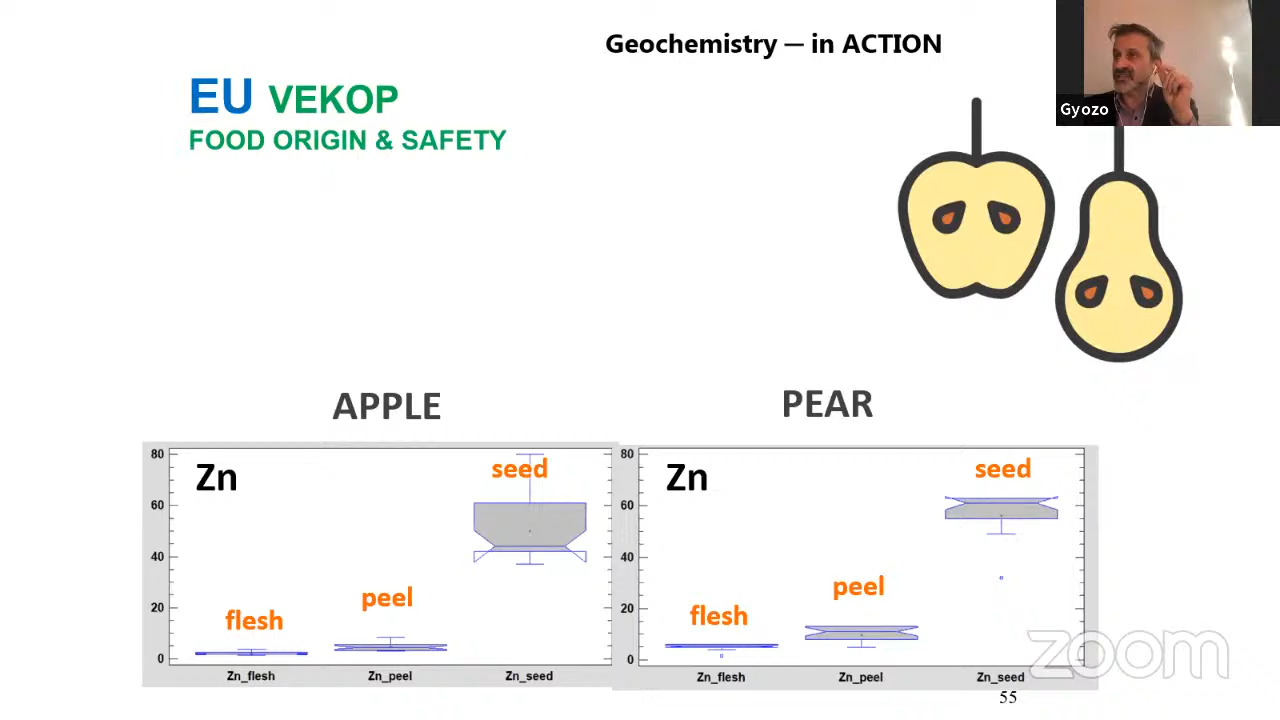 Geochemistry — in ACTION
Gyozo
EU VEKOP
FOOD ORIGIN & SAFETY
APPLE
PEAR
80
60
40
20
0
Zn
flesh
peel
seed
Zn_flesh
Zn_peel
Zn_seed
80
60
40
20
0
Zn
flesh
peel
seed
Zn_flesh
Zn_peel
Zn_seed
zoom
55